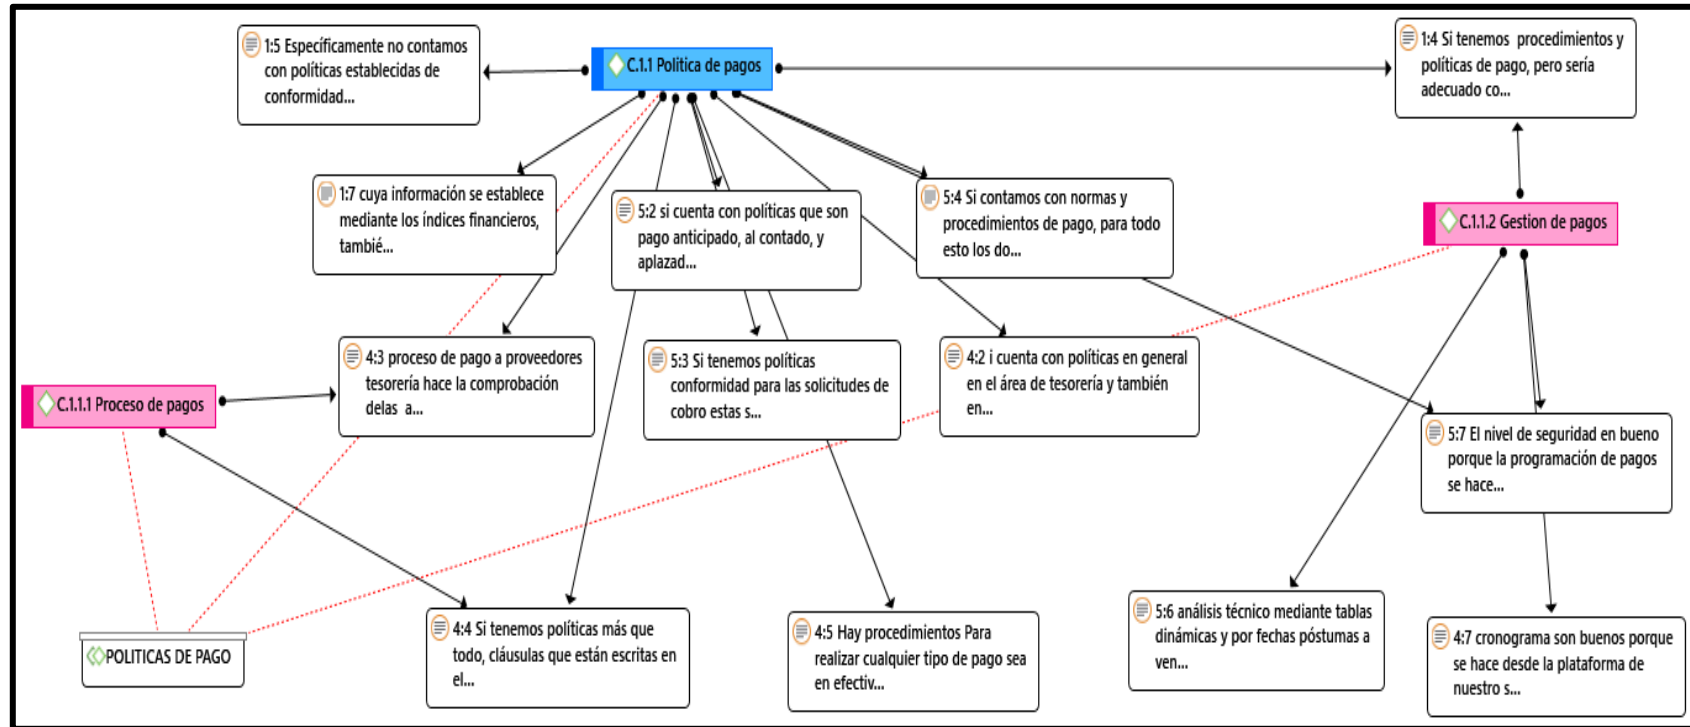 1:5 Específicamente no contamos
con políticas establecidas de
conformidad...
C.1.1 Política de pagos
1:4 Si tenemos procedimientos y
políticas de pago, pero sería
adecuado co...
1:7 cuya información se establece
mediante los índices financieros,
tambié...
5:2 si cuenta con políticas que son
pago anticipado, al contado, y
aplazad...
5:4 Si contamos con normas y
procedimientos de pago, para todo
esto los do...
C.1.1.2 Gestion de pagos
4:3 proceso de pago a proveedores
tesorería hace la comprobación
delas a...
5:3 Si tenemos políticas
conformidad para las solicitudes de
cobro estas s...
4:2 i cuenta con políticas en general
en el área de tesorería y también
en...
C.1.1.1 Proceso de pagos
5:7 El nivel de seguridad en bueno
porque la programación de pagos
se hace...
4:4 Si tenemos políticas más que
todo, cláusulas que están escritas en
el...
4:5 Hay procedimientos Para
realizar cualquier tipo de pago sea
en efectiv...
5:6 análisis técnico mediante tablas
dinámicas y por fechas póstumas a
ven...
4:7 cronograma son buenos porque
se hace desde la plataforma de
nuestro s...
POLITICAS DE PAGO